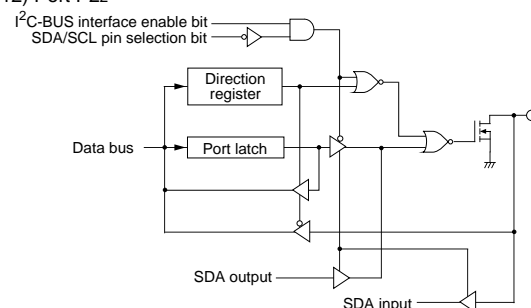 I²C-BUS interface enable bit
SDA/SCL pin selection bit
Direction
register
Data bus
Port latch
SDA output
SDA input